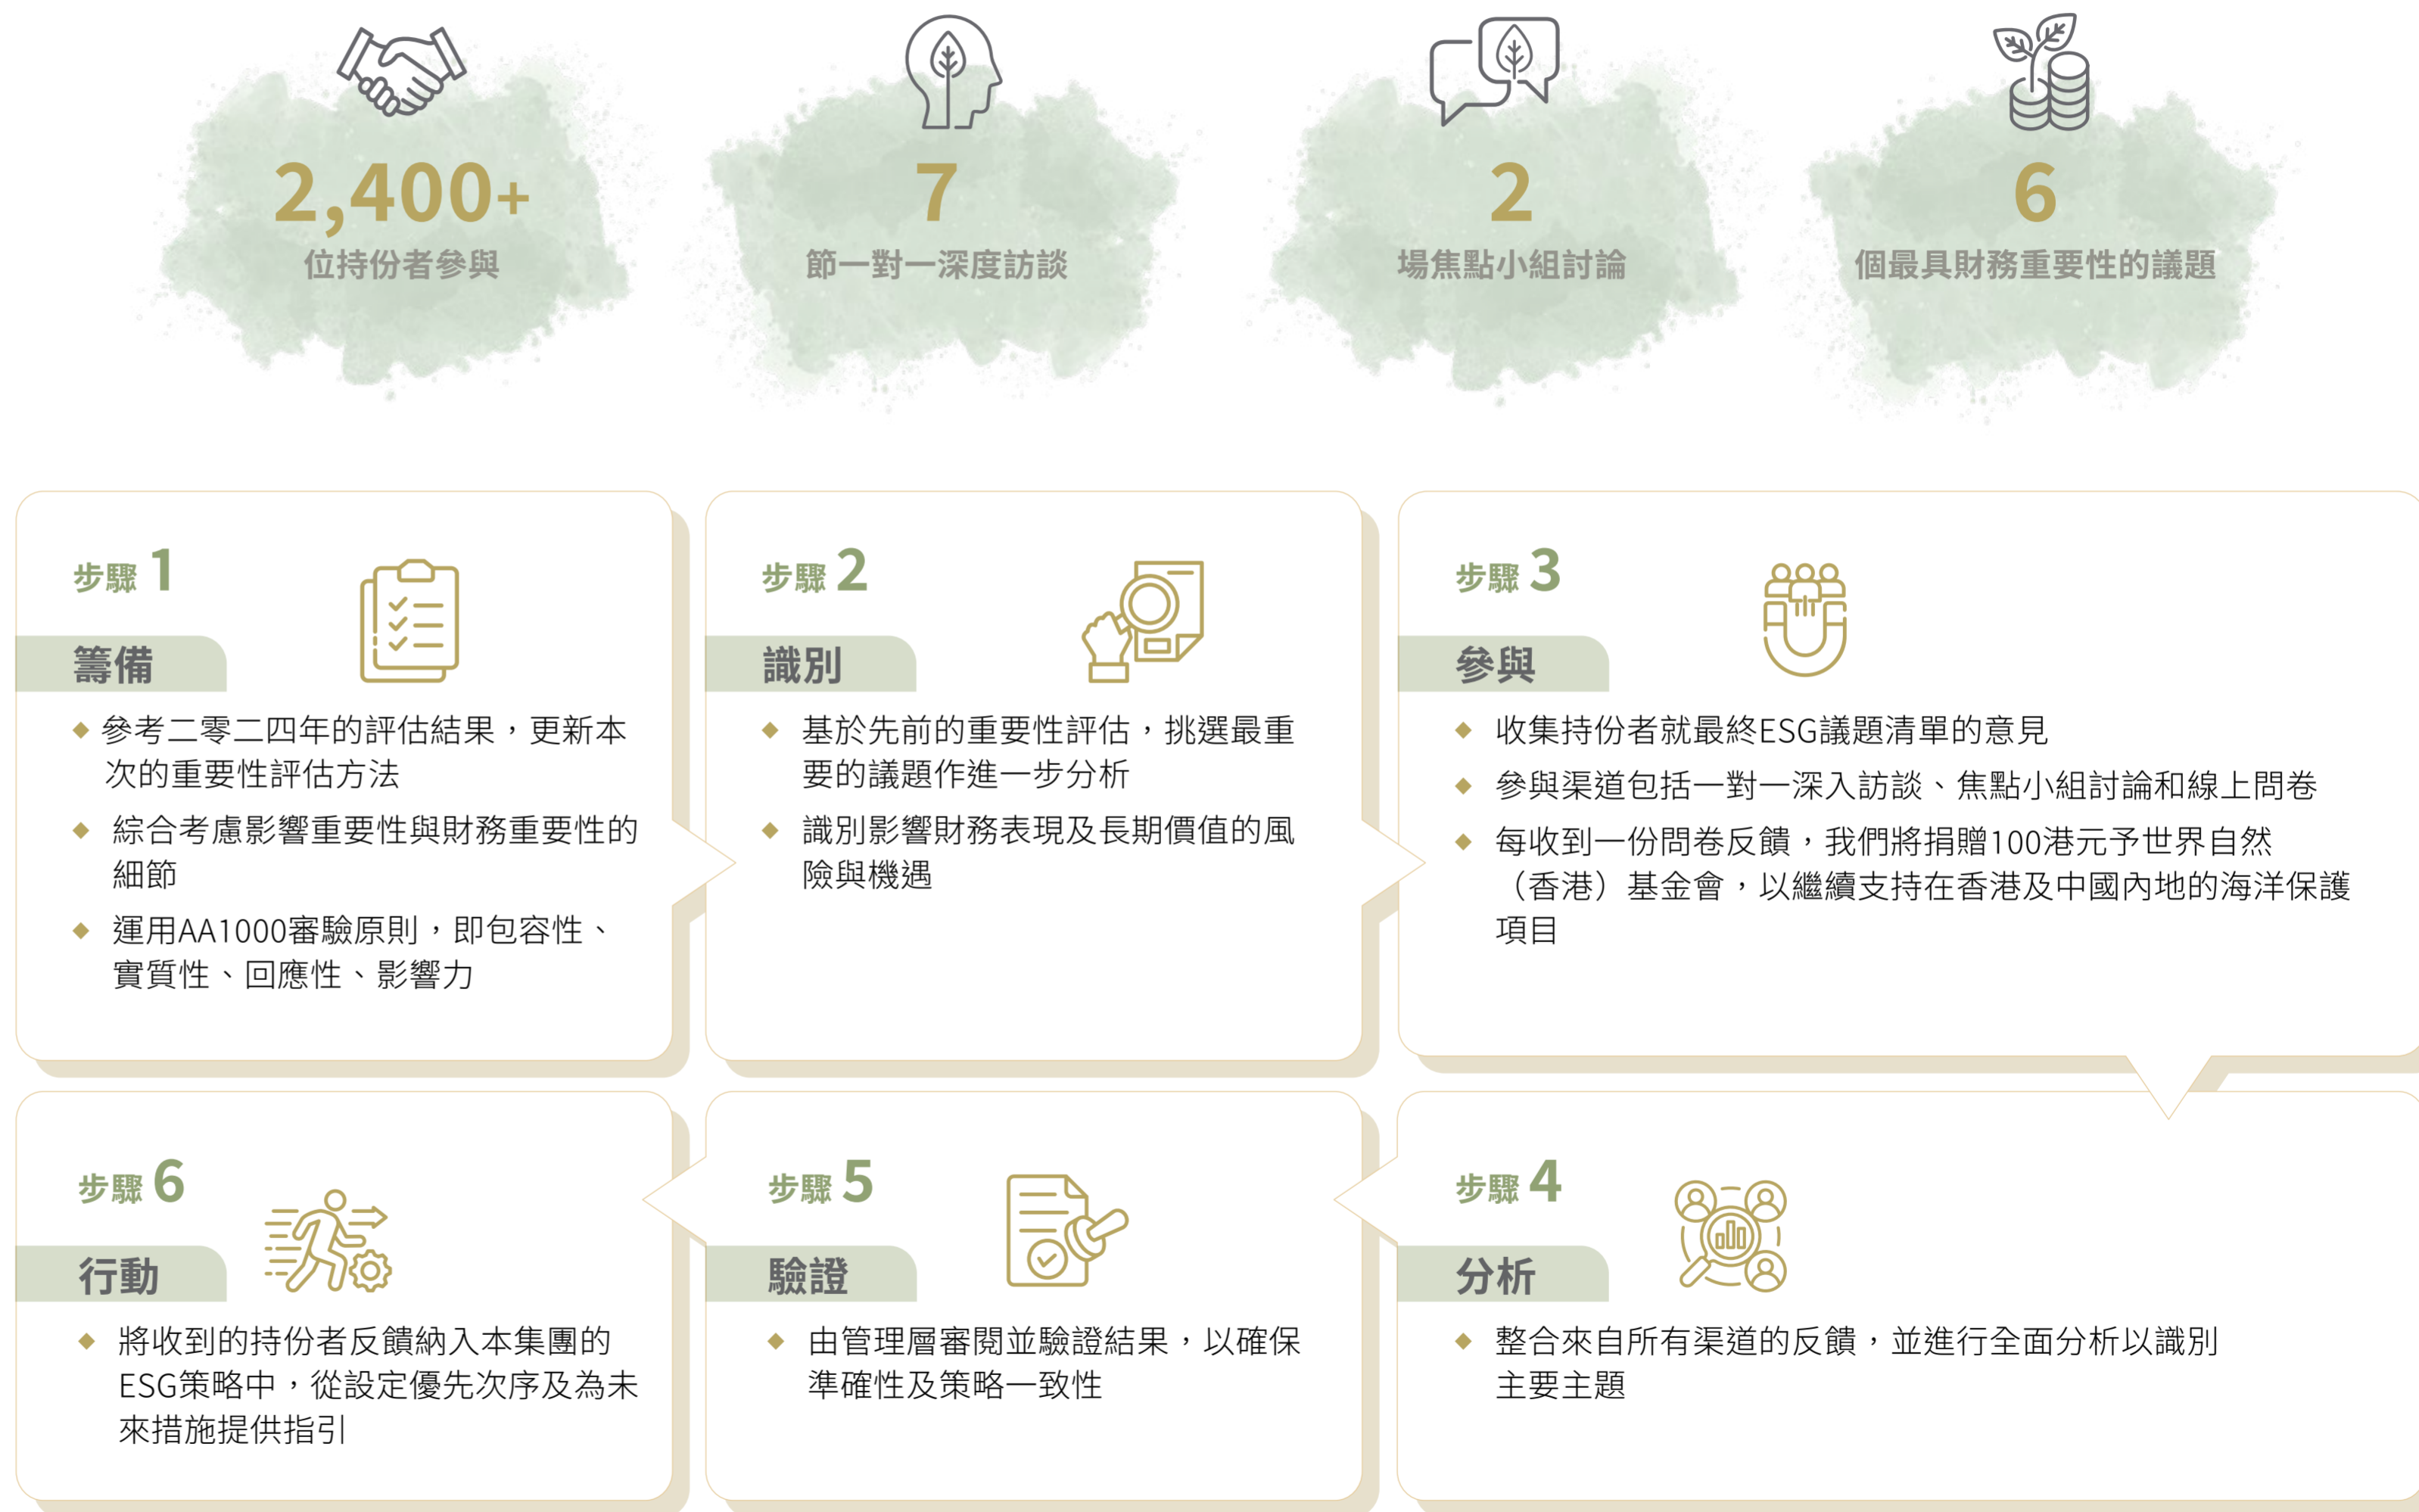 2,400+
位持份者參與
7
節一對一深度訪談
2
場焦點小組討論
6
個最具財務重要性的議題
步驟 1
籌備
◆ 參考二零二四年的評估結果，更新本
次的重要性評估方法
◆ 綜合考慮影響重要性與財務重要性的
細節
◆ 運用AA1000審驗原則，即包容性、
實質性、回應性、影響力
步驟 2
識別
◆ 基於先前的重要性評估，挑選最重
要的議題作進一步分析
◆ 識別影響財務表現及長期價值的風
險與機遇
步驟 3
參與
◆ 收集持份者就最終ESG議題清單的意見
◆ 參與渠道包括一對一深入訪談、焦點小組討論和線上問卷
◆ 每收到一份問卷反饋，我們將捐贈100港元予世界自然
（香港）基金會，以繼續支持在香港及中國內地的海洋保護
項目
步驟 4
分析
◆ 整合來自所有渠道的反饋，並進行全面分析以識別
主要主題
步驟 5
驗證
◆ 由管理層審閱並驗證結果，以確保
準確性及策略一致性
步驟 6
行動
◆ 將收到的持份者反饋納入本集團的
ESG策略中，從設定優先次序及為未
來措施提供指引